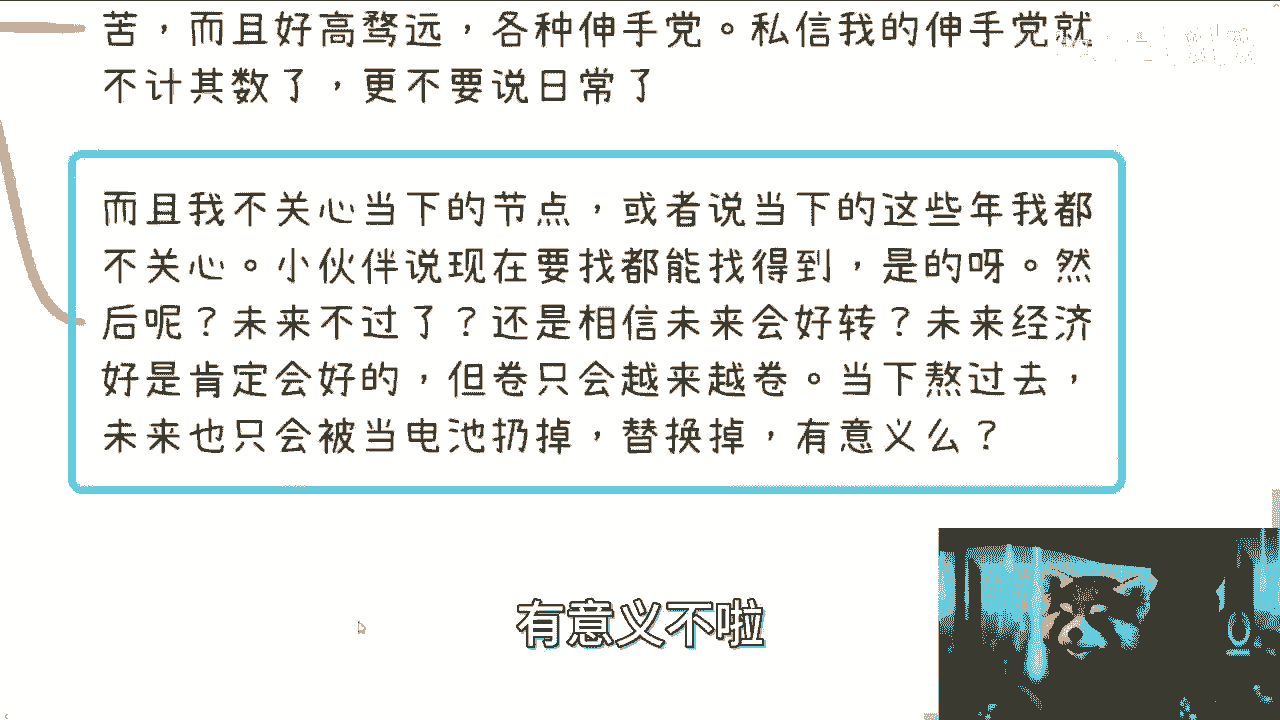 苦，而且好高骛远，各种伸手党。私信我的伸手党就
不计其数了，更不要说日常了
而且我不关心当下的节点，或者说当下的这些年我都
不关心。小伙伴说现在要找都能找得到，是的呀。然
后呢？未来不过了？还是相信未来会好转？未来经济
好是肯定会好的，但卷只会越来越卷。当下熬过去，
未来也只会被当电池扔掉，替换掉，有意义么？
有意义不啦